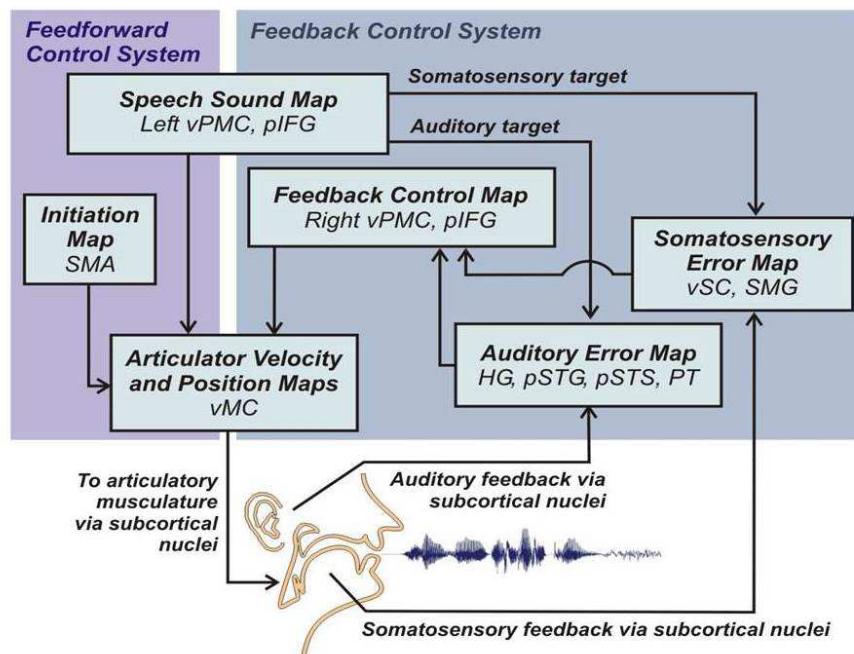 Feedforward
Control System
Feedback Control System
Somatosensory target
Speech Sound Map
Left vPMC, pIFG
Auditory target
Feedback Control Map
Right vPMC, pIFG
Initiation
Map
SMA
Somatosensory
Error Map
vSC, SMG
Articulator Velocity
and Position Maps
vMC
Auditory Error Map
HG, pSTG, pSTS, PT
To articulatory
musculature
via subcortical
nuclei
Auditory feedback via
subcortical nuclei
Somatosensory feedback via subcortical nuclei